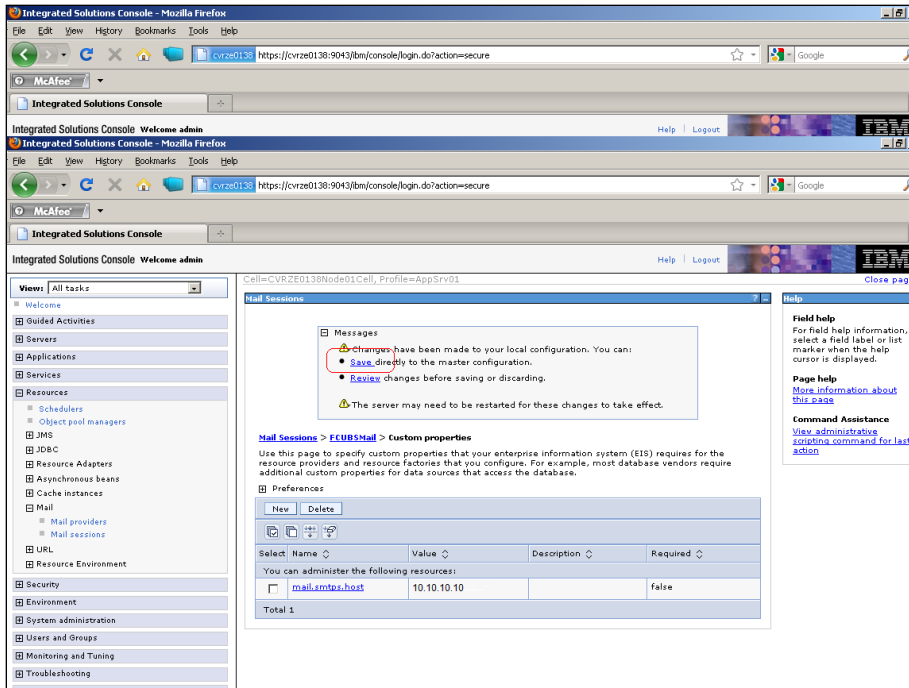 Integrated Solutions Console - Mozilla Firefox
File Edit View History Bookmarks Tools Help
cvrze0138 https://cvrze0138:9043/ibm/console/login.do?action=secure Google
McAfee
Integrated Solutions Console
Integrated Solutions Console Welcome admin Help | Logout IBM
Integrated Solutions Console - Mozilla Firefox
File Edit View History Bookmarks Tools Help
cvrze0138 https://cvrze0138:9043/ibm/console/login.do?action=secure Google
McAfee
Integrated Solutions Console
Integrated Solutions Console Welcome admin Help | Logout IBM
View: All tasks
Welcome
Guided Activities
Servers
Applications
Services
Resources
Schedulers
Object pool managers
JMS
JDBC
Resource Adapters
Asynchronous beans
Cache instances
Mail
Mail providers
Mail sessions
URL
Resource Environment
Security
Environment
System administration
Users and Groups
Monitoring and Tuning
Troubleshooting
Cell=CVRZE0138Node01Cell, Profile=AppSrv01
Close pag
Mail Sessions ? -
Messages
Changes have been made to your local configuration. You can:
Save directly to the master configuration.
Review changes before saving or discarding.
The server may need to be restarted for these changes to take effect.
Mail Sessions > FCUBSMail > Custom properties
Use this page to specify custom properties that your enterprise information system (EIS) requires for the
resource providers and resource factories that you configure. For example, most database vendors require
additional custom properties for data sources that access the database.
Preferences
New Delete
Select Name Value Description Required
You can administer the following resources:
mail.smtps.host 10.10.10.10 false
Total 1
Help
Field help
For field help information,
select a field label or list
marker when the help
cursor is displayed.
Page help
More information about
this page
Command Assistance
View administrative
scripting command for last
action